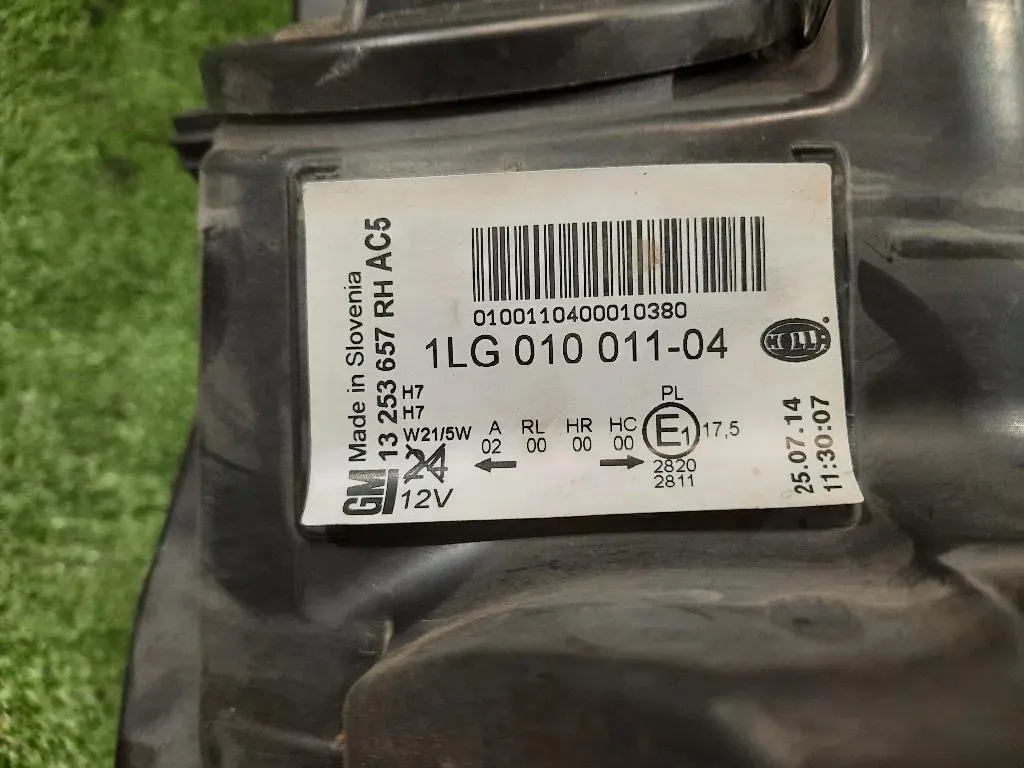 GM Made in Slovenia
13 253 657 RH AC5
0100110400010380
1LG 010 011-04
HELLA
H7
H7
W21/5W
12V
A RL HR HC
02 00 00 00
PL
E1 17,5
2820
2811
25.07.14
11:30:07